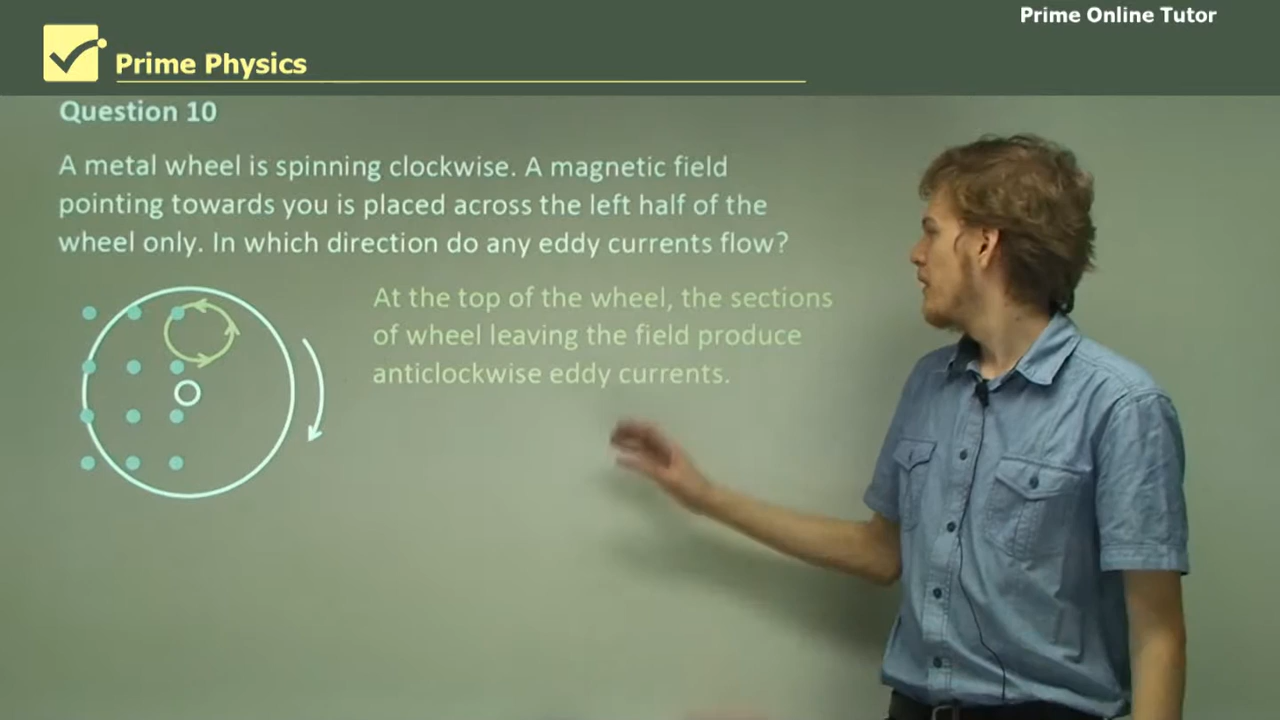 Prime Online Tutor
Prime Physics
Question 10
A metal wheel is spinning clockwise. A magnetic field
pointing towards you is placed across the left half of the
wheel only. In which direction do any eddy currents flow?
At the top of the wheel, the sections
of wheel leaving the field produce
anticlockwise eddy currents.